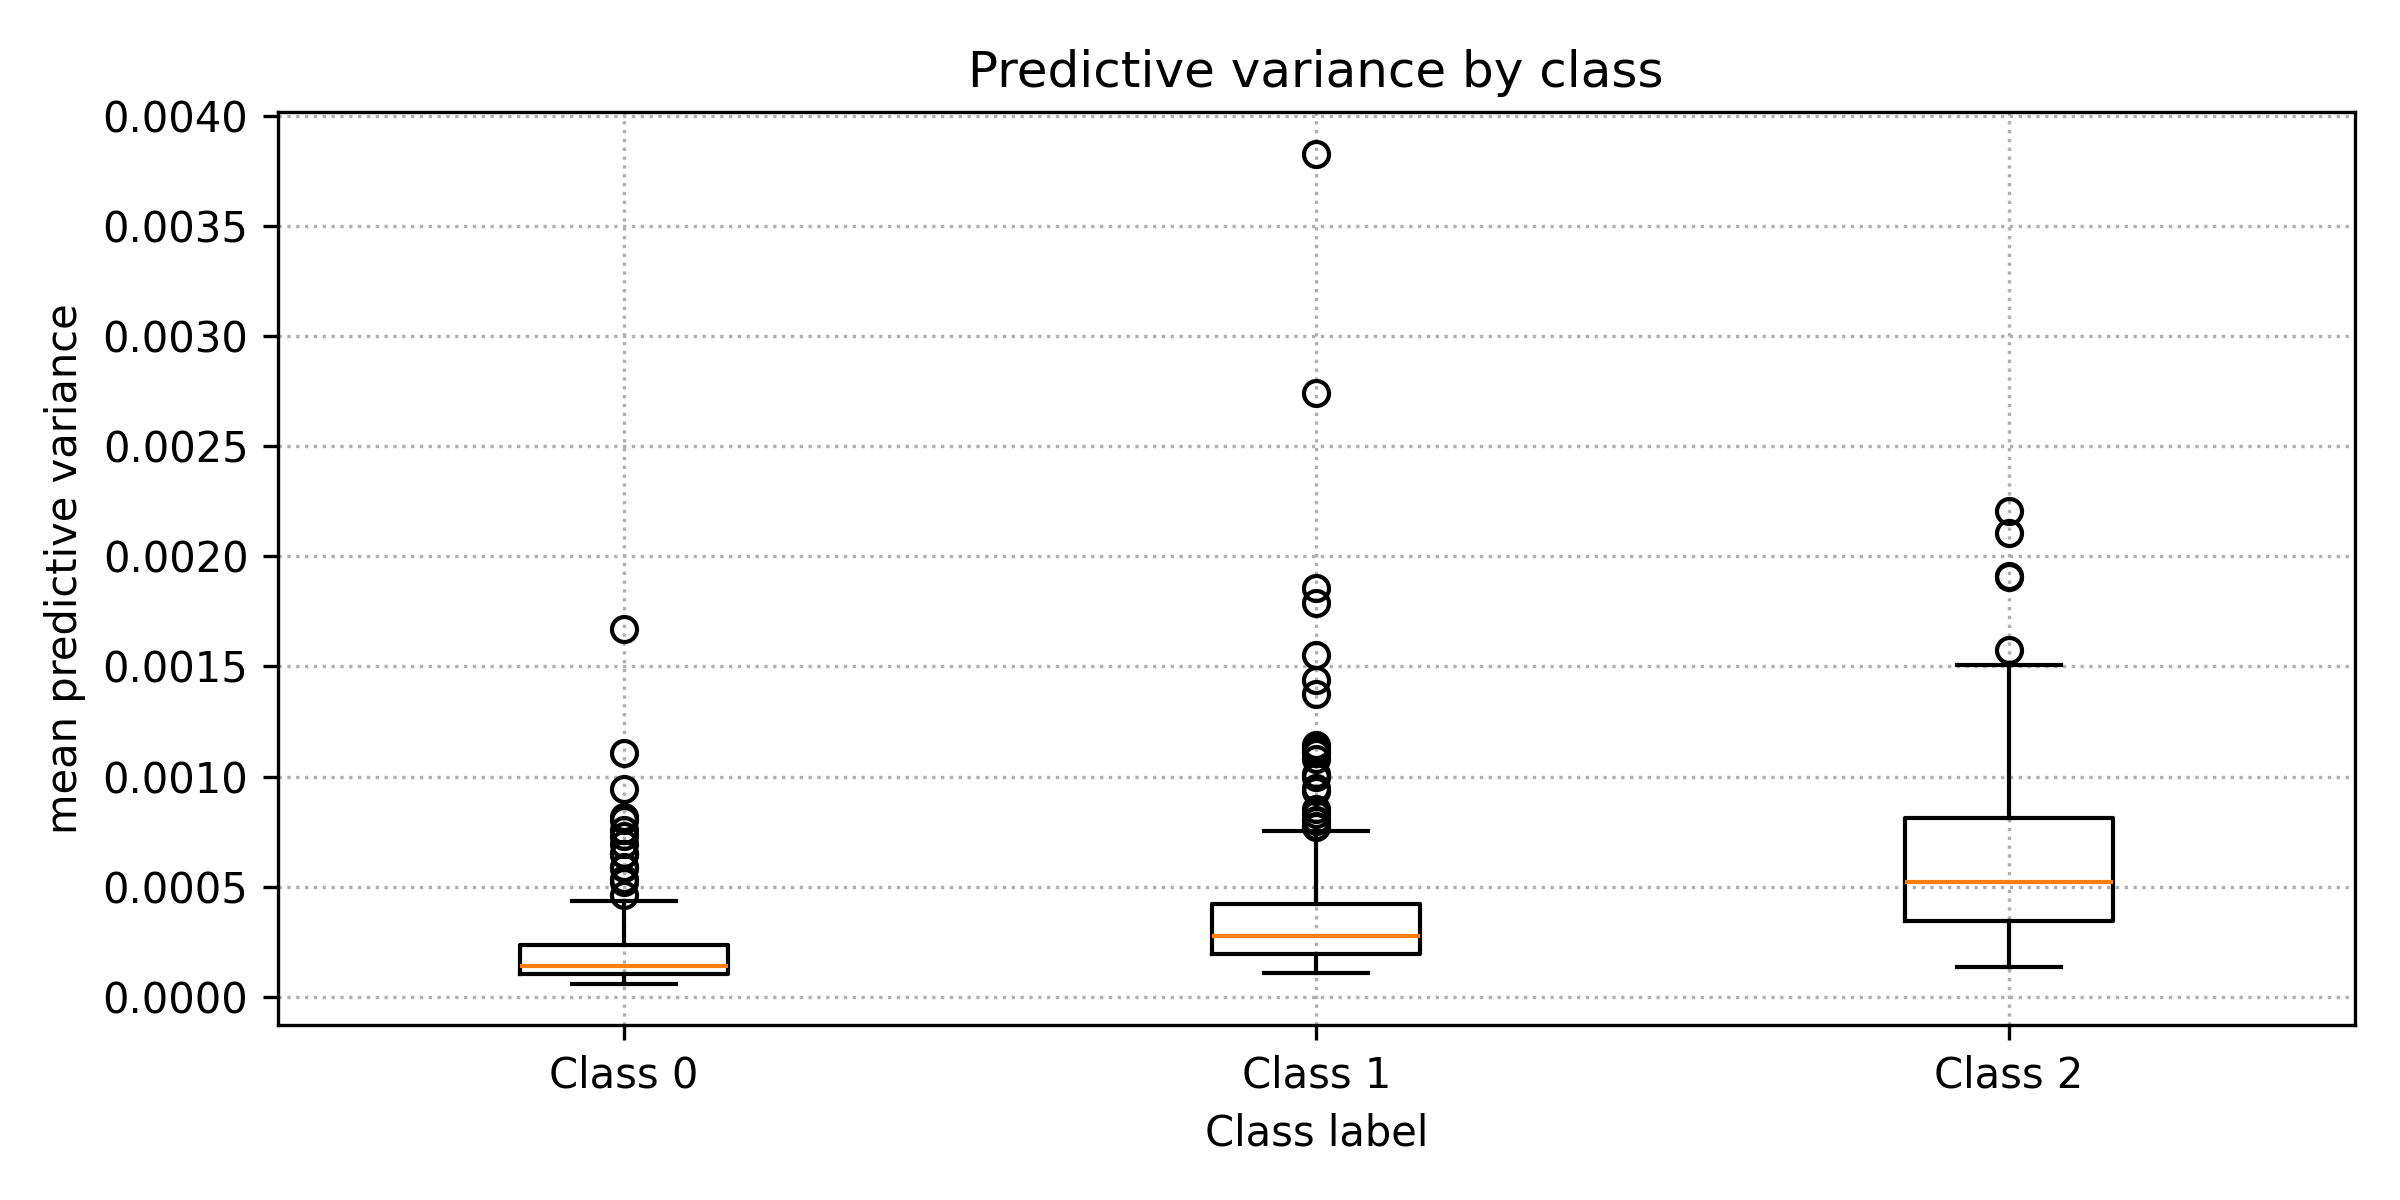 Predictive variance by class
0.0040
0.0035
0.0030
0.0025
0.0020
0.0015
0.0010
0.0005
0.0000
mean predictive variance
Class 0 Class 1 Class 2
Class label